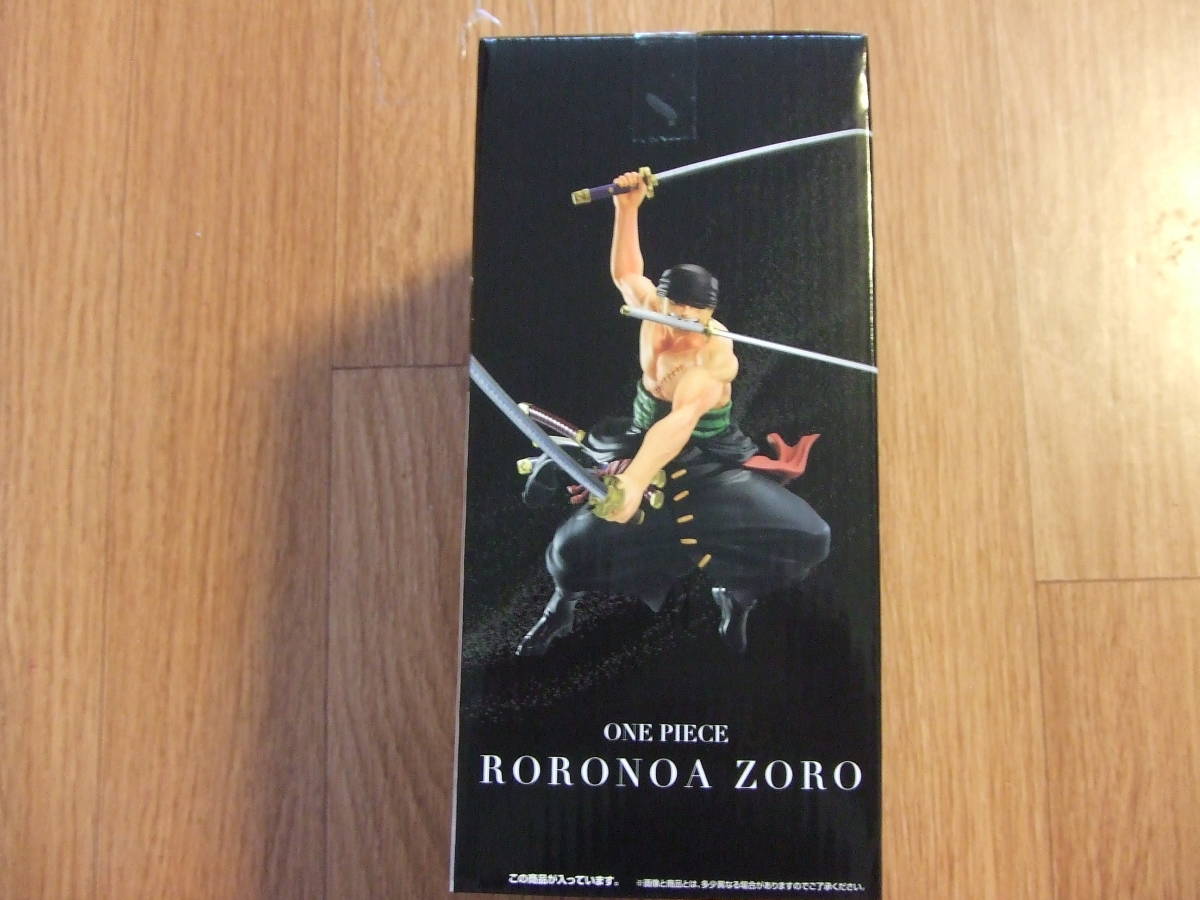 ONE PIECE
RORONOA ZORO
この商品が入っています。 ※画像と商品とは、多少異なる場合がありますのでご了承ください。